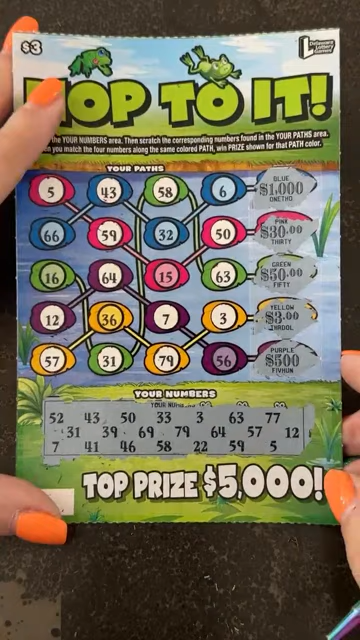 $3
Delaware
Lottery
Games
HOP TO IT!
the YOUR NUMBERS area. Then scratch the corresponding numbers found in the YOUR PATHS area.
you match the four numbers along the same colored PATH, win PRIZE shown for that PATH color.
YOUR PATHS
5 43 58 6 BLUE $1,000 ONETHO
66 59 32 50 PINK $30.00 THIRTY
16 64 15 63 GREEN $50.00 FIFTY
12 36 7 3 YELLOW $3.00 THRDOL
57 31 79 56 PURPLE $500 FIVHUN
YOUR NUMBERS
52 43 50 33 3 63 77
31 39 69 79 64 57 12
7 41 46 58 22 59 5
TOP PRIZE $5,000!